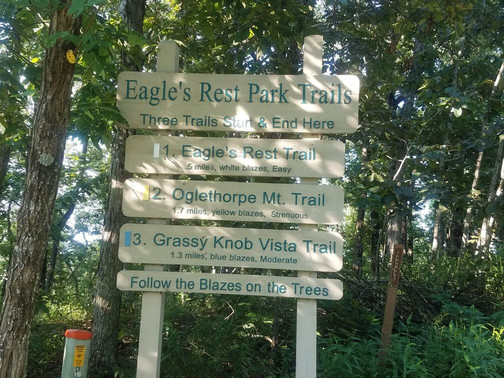 Eagle's Rest Park Trails
Three Trails Start & End Here
1. Eagle's Rest Trail
.5 miles, white blazes, Easy
2. Oglethorpe Mt. Trail
1.7 miles, yellow blazes, Strenuous
3. Grassy Knob Vista Trail
1.3 miles, blue blazes, Moderate
Follow the Blazes on the Trees